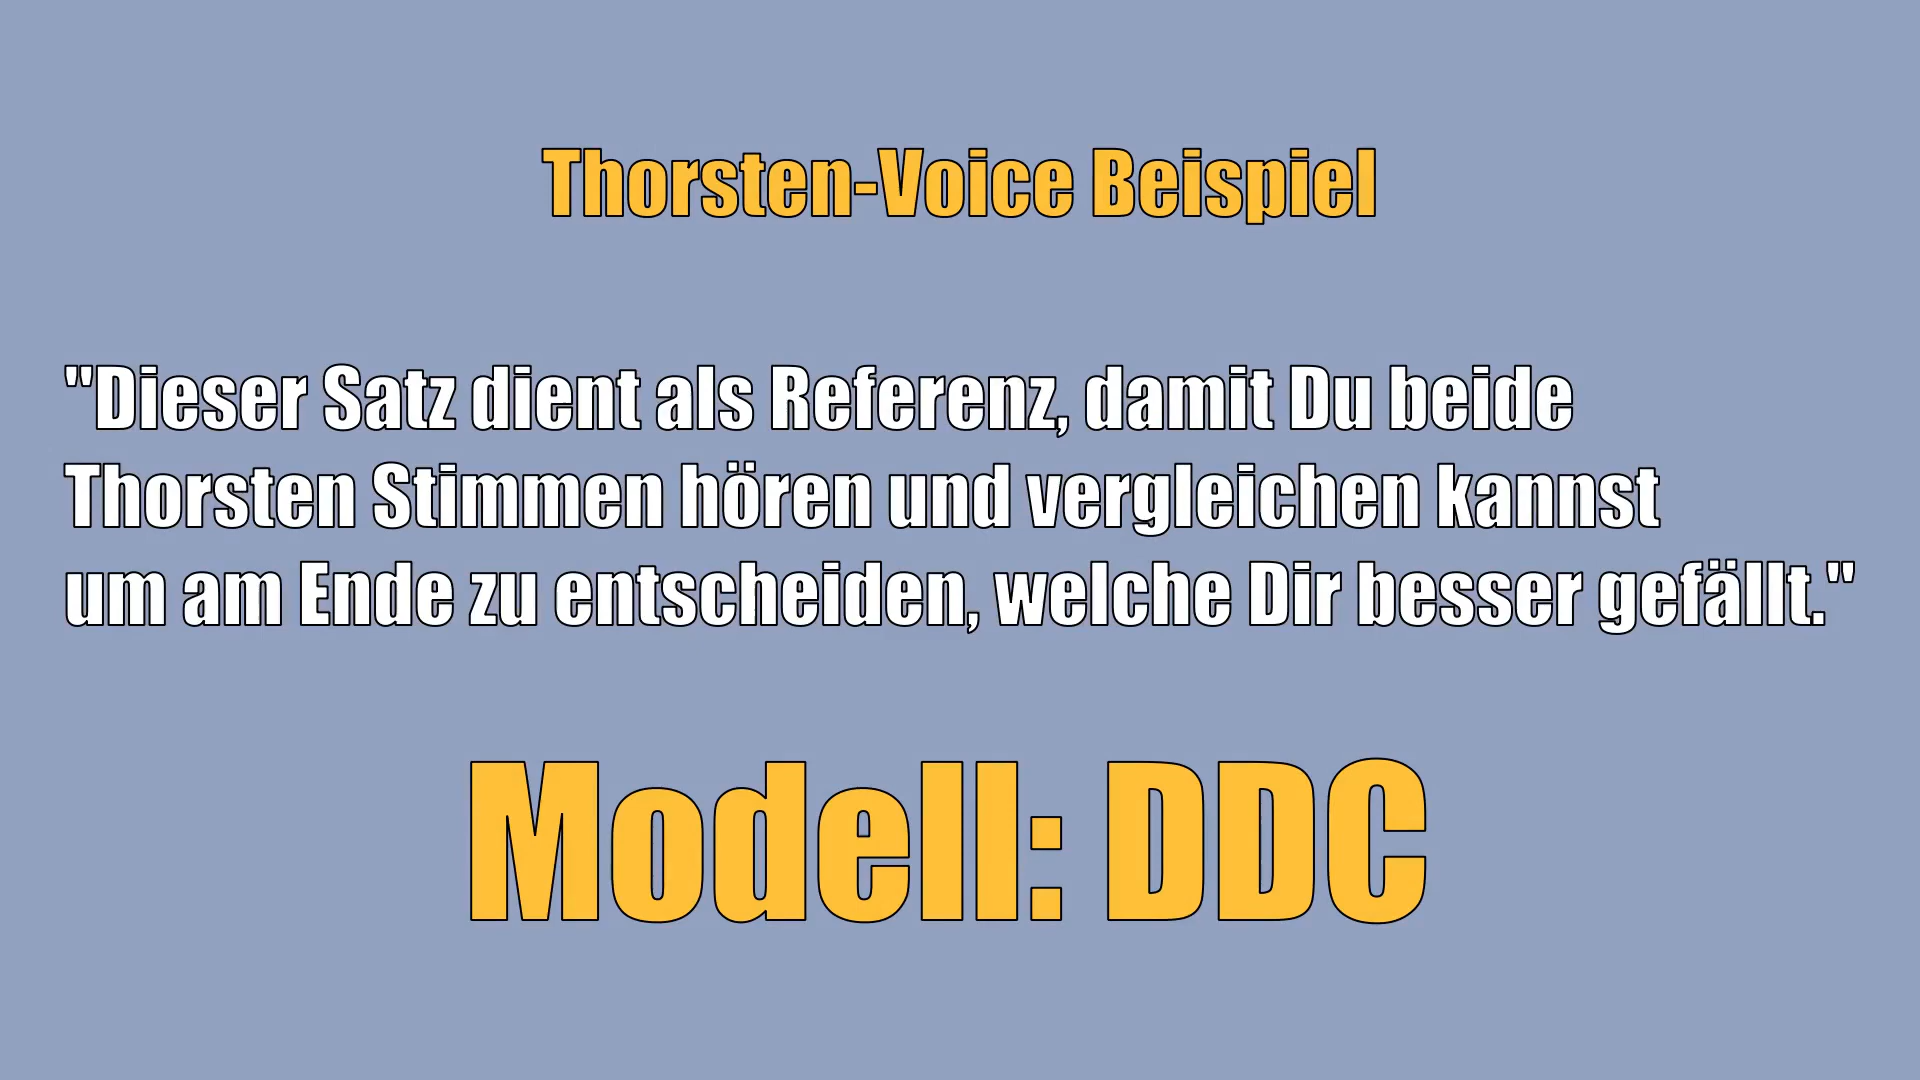 Thorsten-Voice Beispiel
"Dieser Satz dient als Referenz, damit Du beide
Thorsten Stimmen hören und vergleichen kannst
um am Ende zu entscheiden, welche Dir besser gefällt."
Modell: DDC